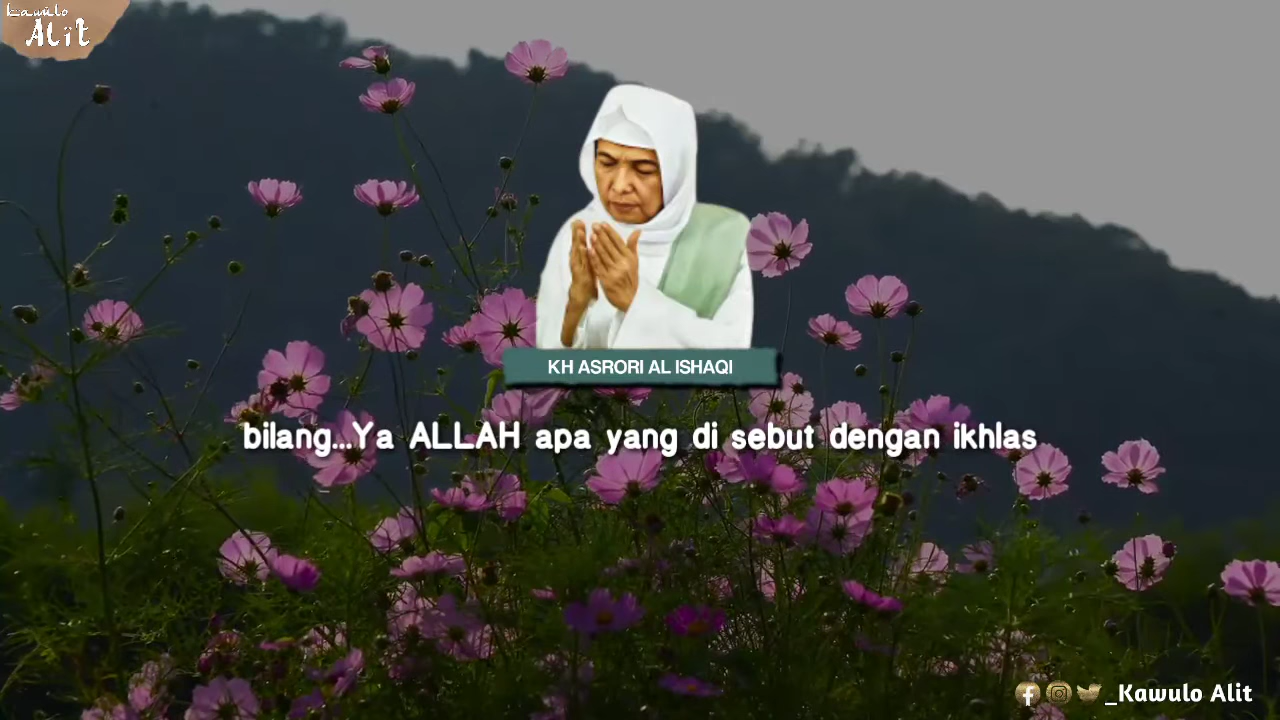 Kawulo
Alit
KH ASRORI AL ISHAQI
bilang...Ya ALLAH apa yang di sebut dengan ikhlas
_Kawulo Alit